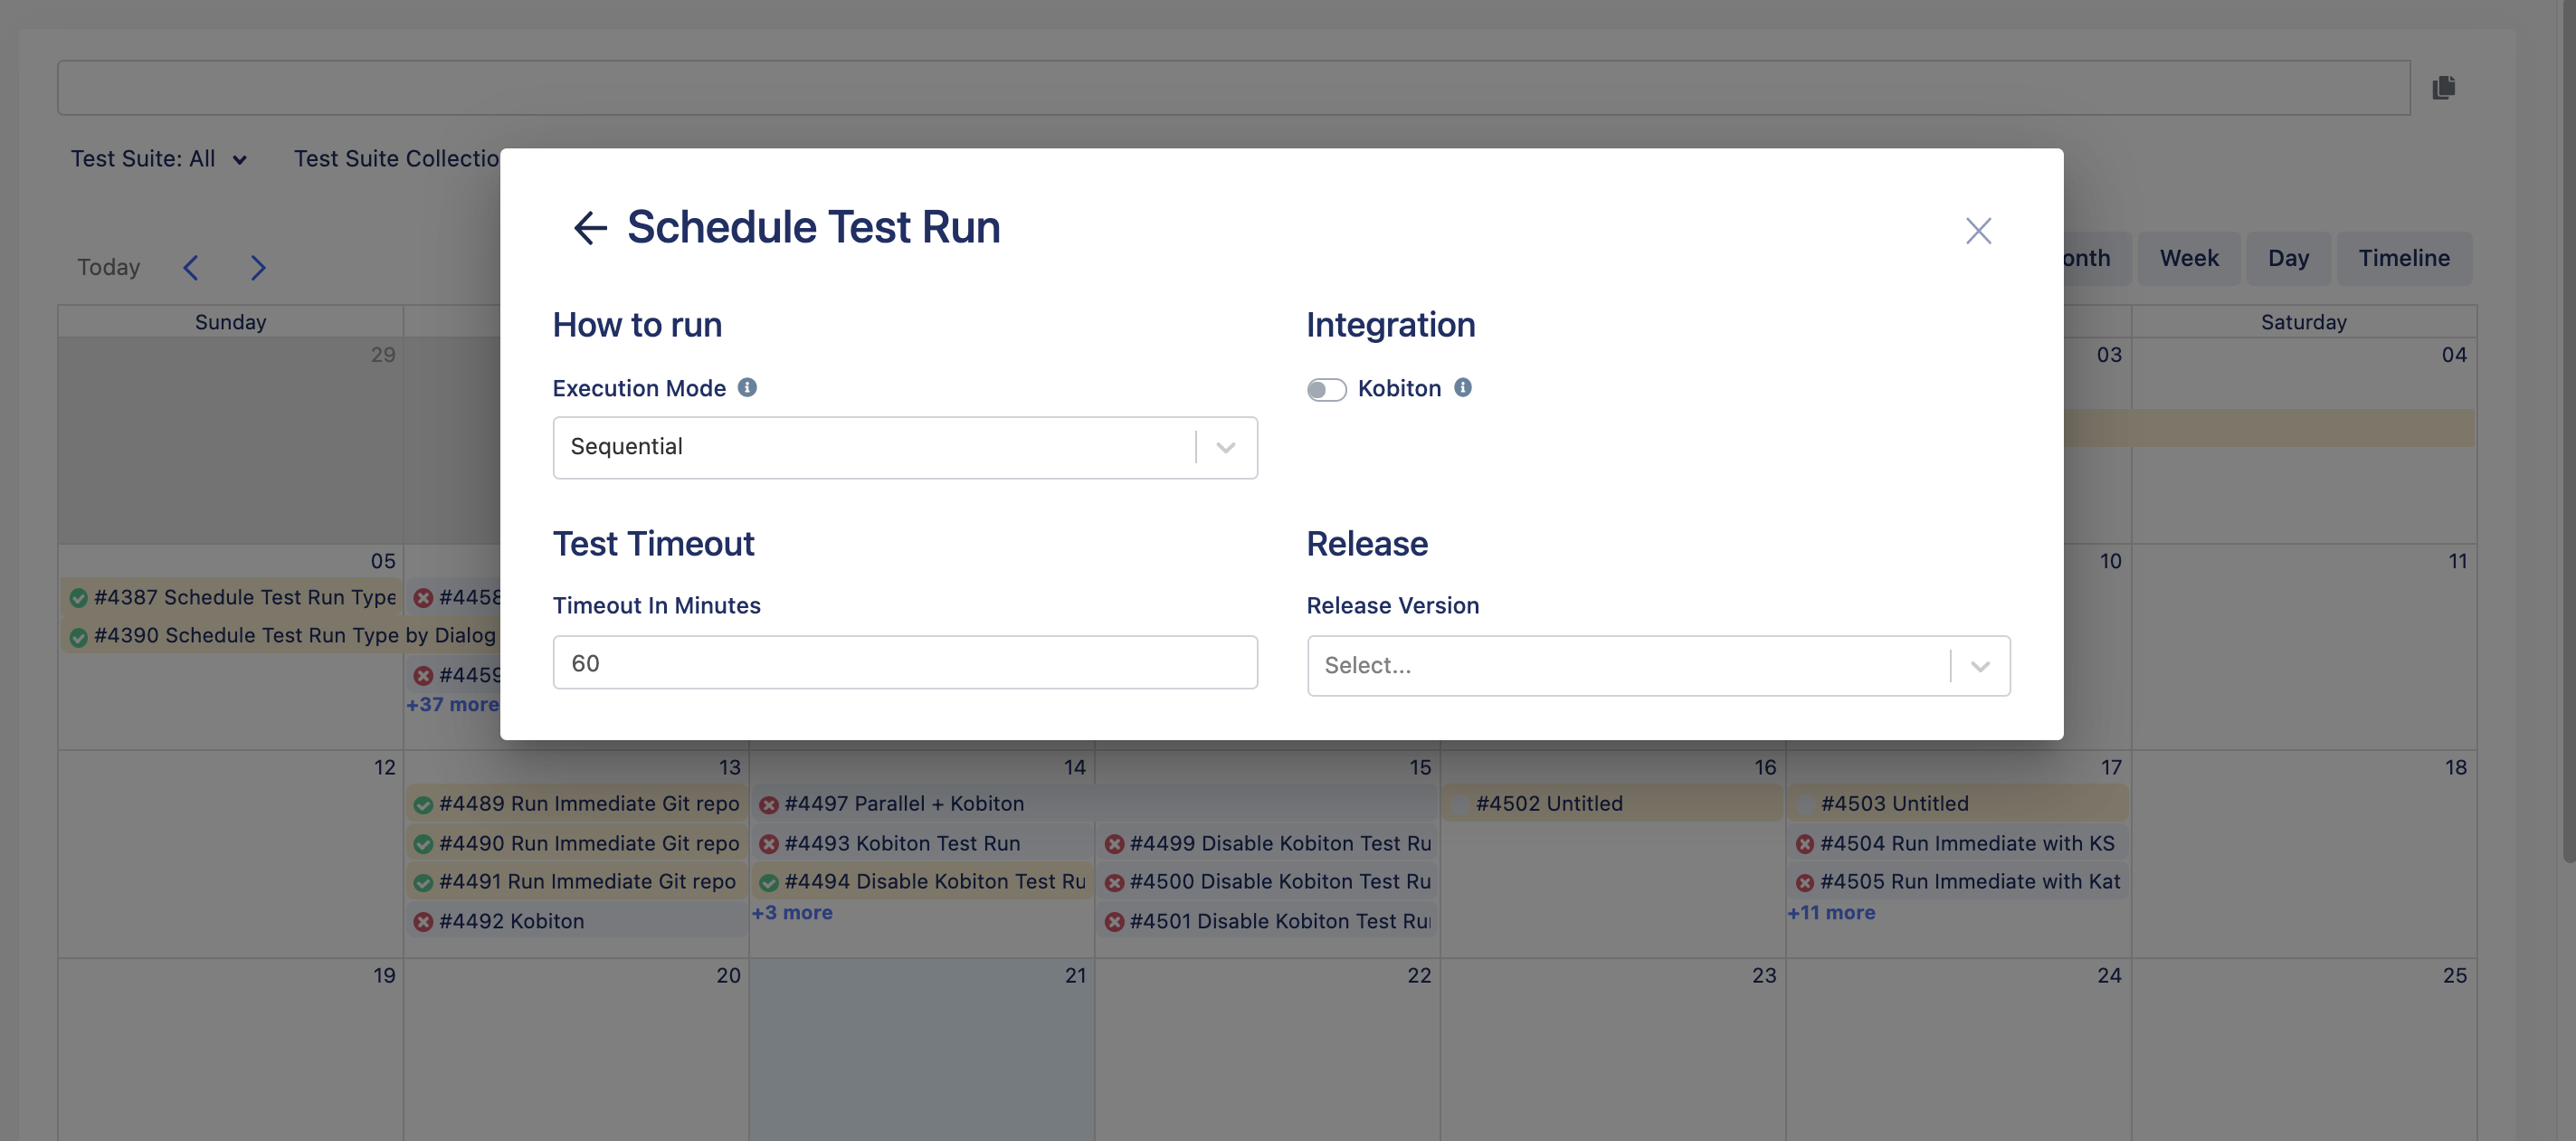 Test Suite: All
Test Suite Collectio
Schedule Test Run
Today
onth
Week
Day
Timeline
How to run
Integration
Execution Mode
Kobiton
Sequential
Test Timeout
Release
Timeout In Minutes
Release Version
60
Select...
Sunday
Saturday
29
03
04
05
10
11
#4387 Schedule Test Run Type
#4458
#4390 Schedule Test Run Type by Dialog
#4459
+37 more
12
13
14
15
16
17
18
#4489 Run Immediate Git repo
#4497 Parallel + Kobiton
#4502 Untitled
#4503 Untitled
#4490 Run Immediate Git repo
#4493 Kobiton Test Run
#4499 Disable Kobiton Test Ru
#4504 Run Immediate with KS
#4491 Run Immediate Git repo
#4494 Disable Kobiton Test Ru
#4500 Disable Kobiton Test Ru
#4505 Run Immediate with Kat
#4492 Kobiton
+3 more
#4501 Disable Kobiton Test Ru
+11 more
19
20
21
22
23
24
25